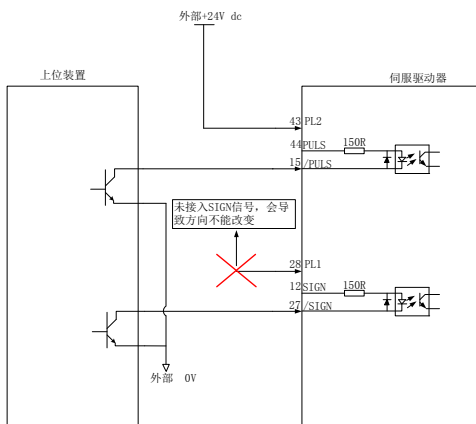 外部+24V dc
上位装置
伺服驱动器
43 PL2
44 PULS 150R
15 /PULS
未接入SIGN信号，会导
致方向不能改变
28 PL1
12 SIGN 150R
27 /SIGN
外部 0V